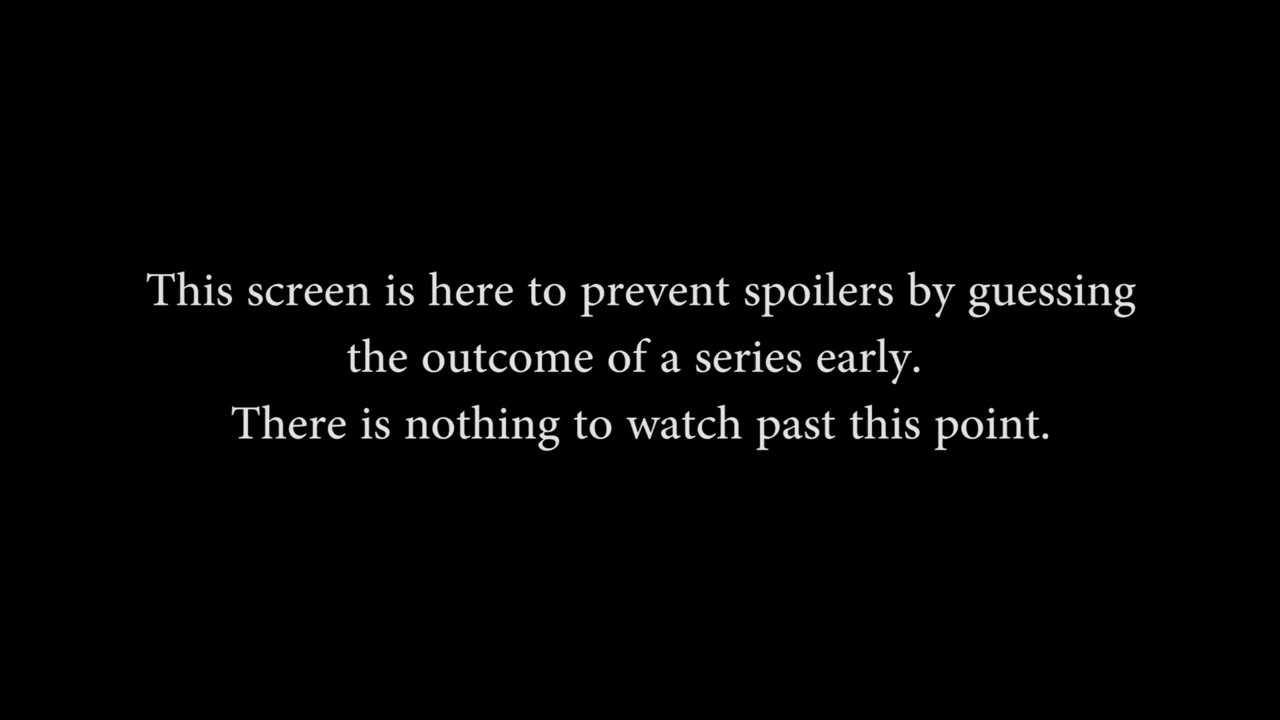 This screen is here to prevent spoilers by guessing
the outcome of a series early.
There is nothing to watch past this point.